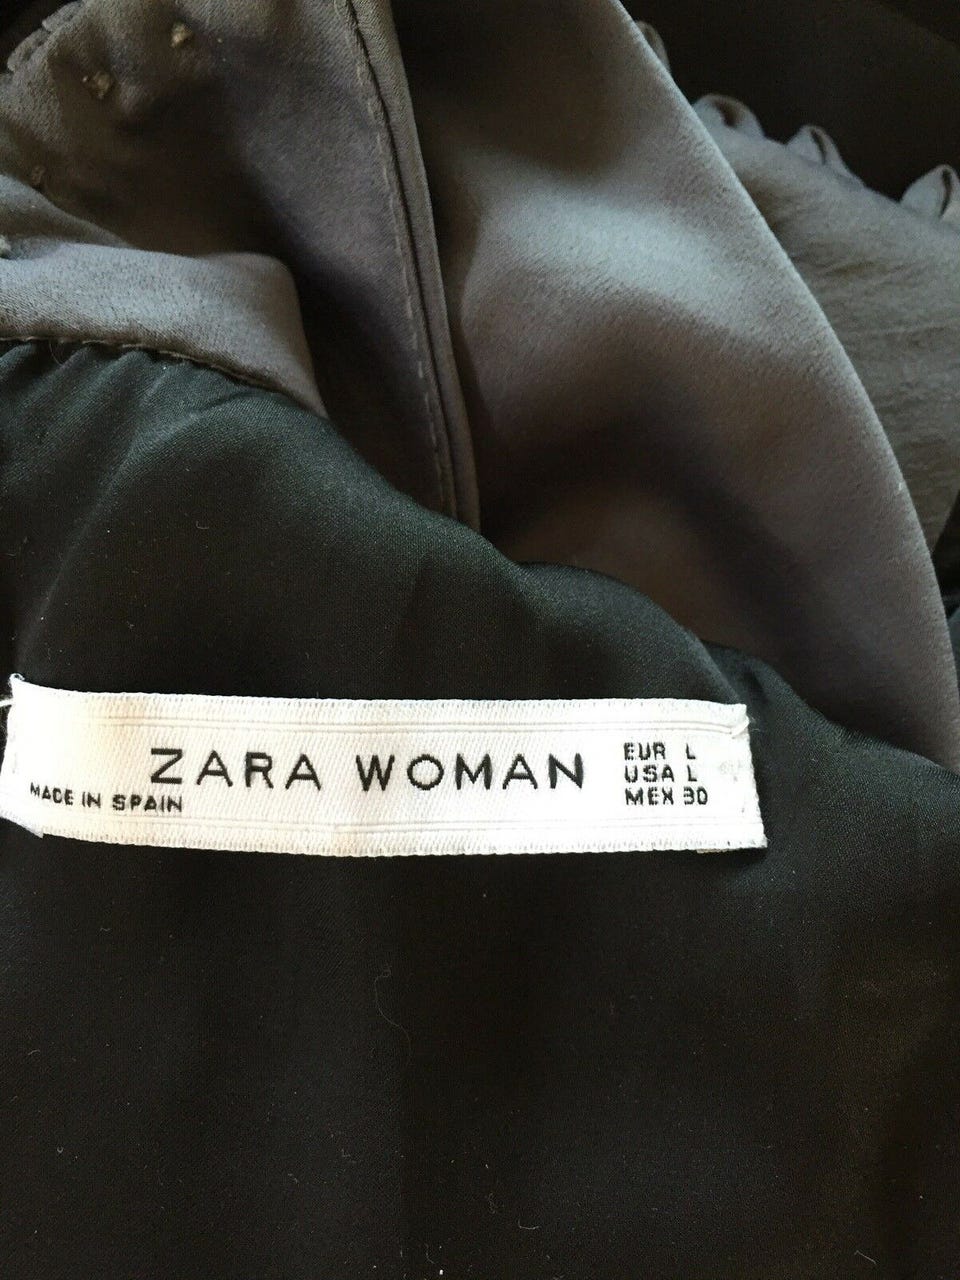 ZARA WOMAN
MADE IN SPAIN
EUR L
USA L
MEX 30